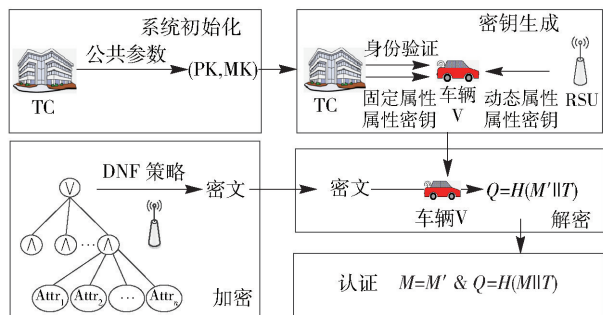 系统初始化
公共参数
(PK,MK)
TC
密钥生成
身份验证
TC
固定属性
属性密钥
车辆
V
动态属性
属性密钥
RSU
DNF 策略
密文
∨
∧ ∧ … ∧
Attr₁ Attr₂ … Attrₙ
加密
密文
车辆V
Q=H(M′||T)
解密
认证 M=M′ & Q=H(M||T)